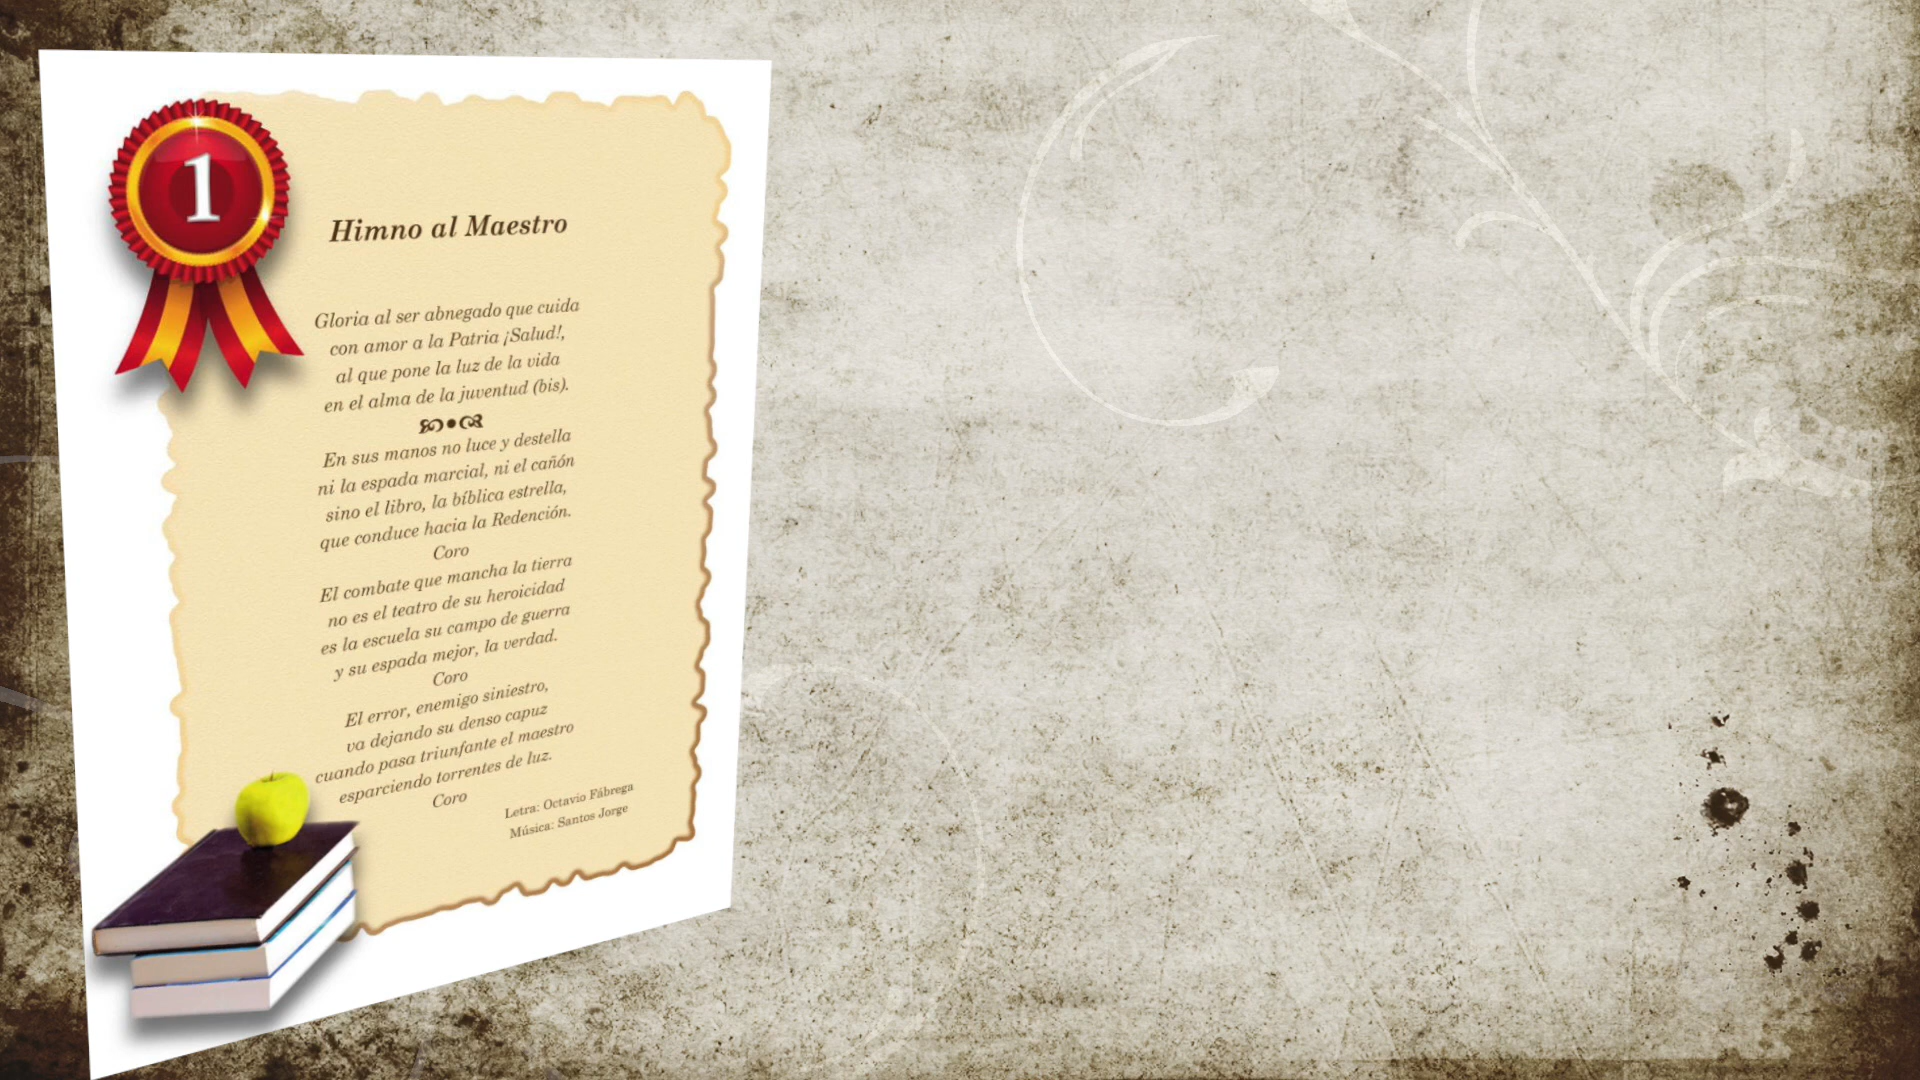 1
Himno al Maestro
Gloria al ser abnegado que cuida
con amor a la Patria ¡Salud!,
al que pone la luz de la vida
en el alma de la juventud (bis).
En sus manos no luce y destella
ni la espada marcial, ni el cañón
sino el libro, la bíblica estrella,
que conduce hacia la Redención.
Coro
El combate que mancha la tierra
no es el teatro de su heroicidad
es la escuela su campo de guerra
y su espada mejor, la verdad.
Coro
El error, enemigo siniestro,
va dejando su denso capuz
cuando pasa triunfante el maestro
esparciendo torrentes de luz.
Coro
Letra: Octavio Fábrega
Música: Santos Jorge